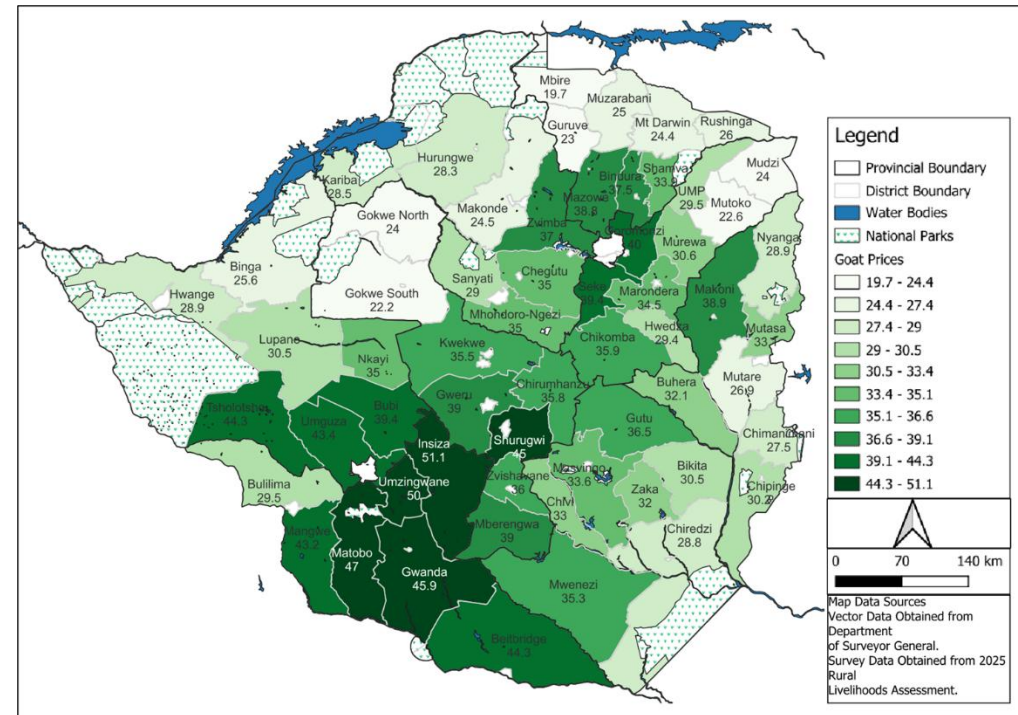 Mbire
19.7
Muzarabani
25
Mt Darwin
24.4
Rushinga
26
Guruve
23
Hurungwe
28.3
Kariba
28.5
Mudzi
24
Bindura
37.5
Shamva
UMP
29.5
Mazowe
38.8
Makonde
24.5
Zvimba
Mutoko
22.6
Gokwe North
24
Goromonzi
40
Murewa
30.6
Nyanga
28.9
Binga
25.6
Sanyati
29
Chegutu
35
Seke
39.4
Marondera
34.5
Makoni
38.9
Hwange
28.9
Gokwe South
22.2
Mhondoro-Ngezi
35
Hwedza
29.4
Mutasa
Lupane
30.5
Kwekwe
35.5
Chikomba
35.9
Nkayi
35
Mutare
26.9
Chirumhanzu
35.8
Buhera
32.1
Tsholotsho
44.3
Umguza
43.4
Bubi
39.4
Gweru
39
Gutu
36.5
Insiza
51.1
Shurugwi
45
Chimanimani
27.5
Bulilima
29.5
Umzingwane
50
Zvishavane
36
Masvingo
33.6
Bikita
30.5
Chipinge
30.2
Zaka
32
Chivi
33
Mangwe
43.2
Mberengwa
39
Chiredzi
28.8
Matobo
47
Gwanda
45.9
Mwenezi
35.3
Beitbridge
44.3
Legend
Provincial Boundary
District Boundary
Water Bodies
National Parks
Goat Prices
19.7 - 24.4
24.4 - 27.4
27.4 - 29
29 - 30.5
30.5 - 33.4
33.4 - 35.1
35.1 - 36.6
36.6 - 39.1
39.1 - 44.3
44.3 - 51.1
0 70 140 km
Map Data Sources
Vector Data Obtained from
Department
of Surveyor General.
Survey Data Obtained from 2025
Rural
Livelihoods Assessment.